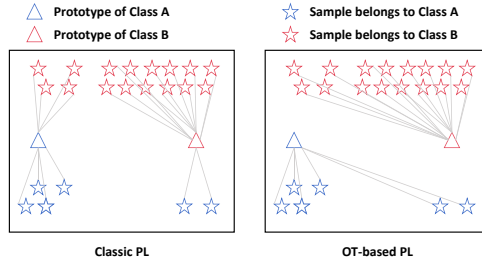 Prototype of Class A
Sample belongs to Class A
Prototype of Class B
Sample belongs to Class B
Classic PL
OT-based PL